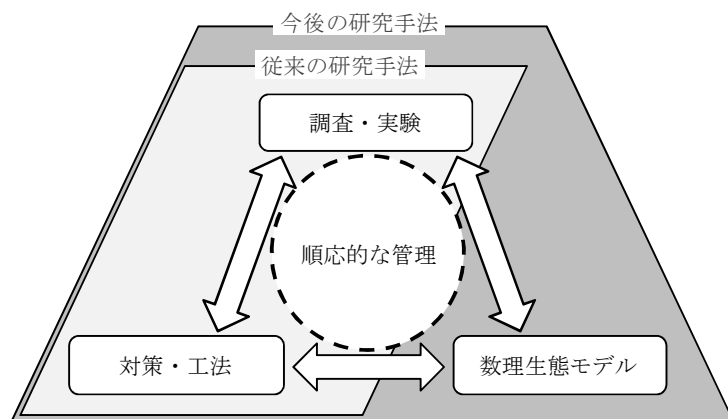 今後の研究手法
従来の研究手法
調査・実験
順応的な管理
対策・工法
数理生態モデル